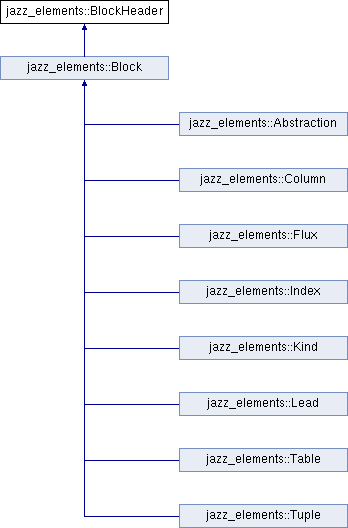 jazz_elements::BlockHeader
jazz_elements::Block
jazz_elements::Abstraction
jazz_elements::Column
jazz_elements::Flux
jazz_elements::Index
jazz_elements::Kind
jazz_elements::Lead
jazz_elements::Table
jazz_elements::Tuple